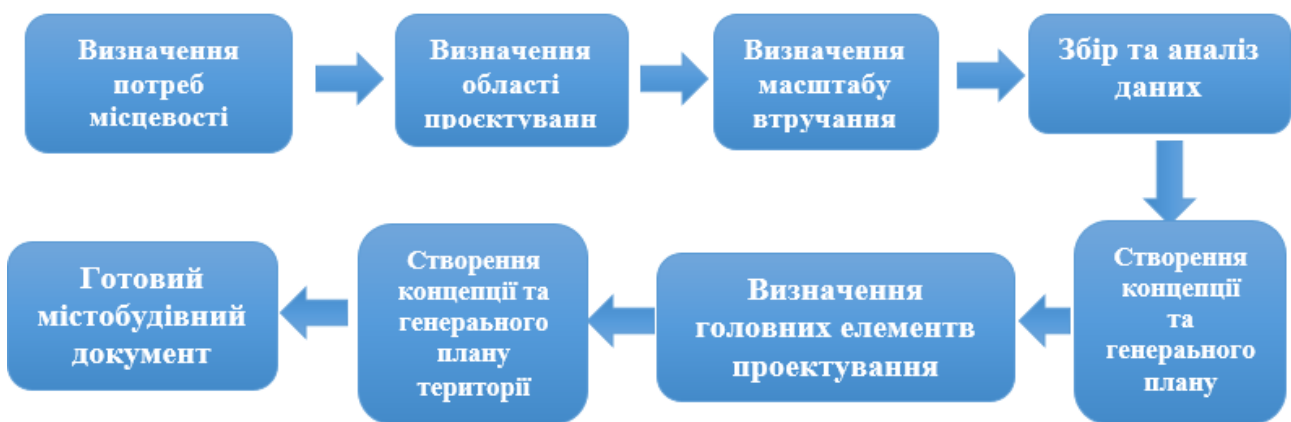 Визначення
потреб
місцевості
Визначення
області
проєктуванн
Визначення
масштабу
втручання
Збір та аналіз
даних
Створення
концепції
та
генераьного
плану
Визначення
головних елементв
проектування
Створення
концепції та
генераьного
плану
території
Готовий
містобудівний
документ